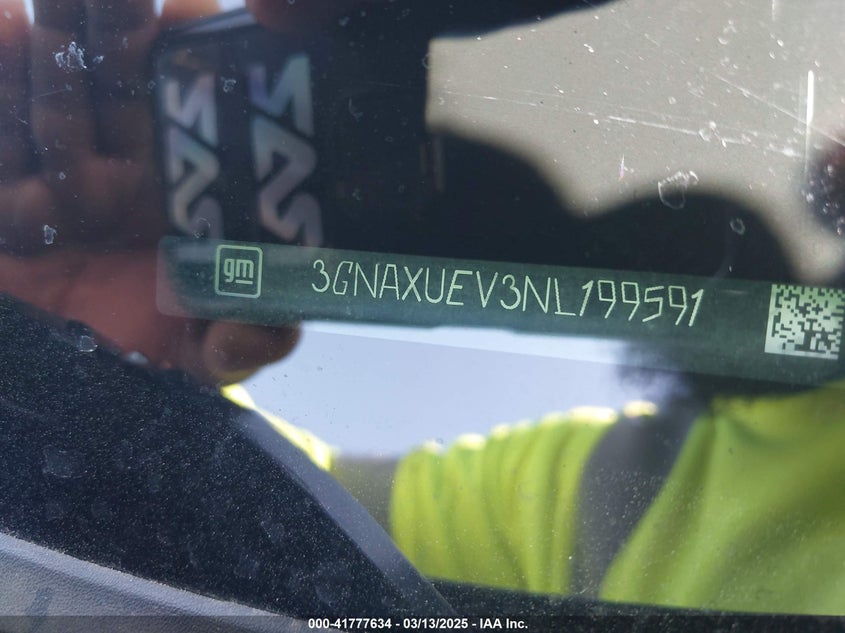 gm 3GNAXUEV3NL199591
000-41777634 - 03/13/2025 - IAA Inc.